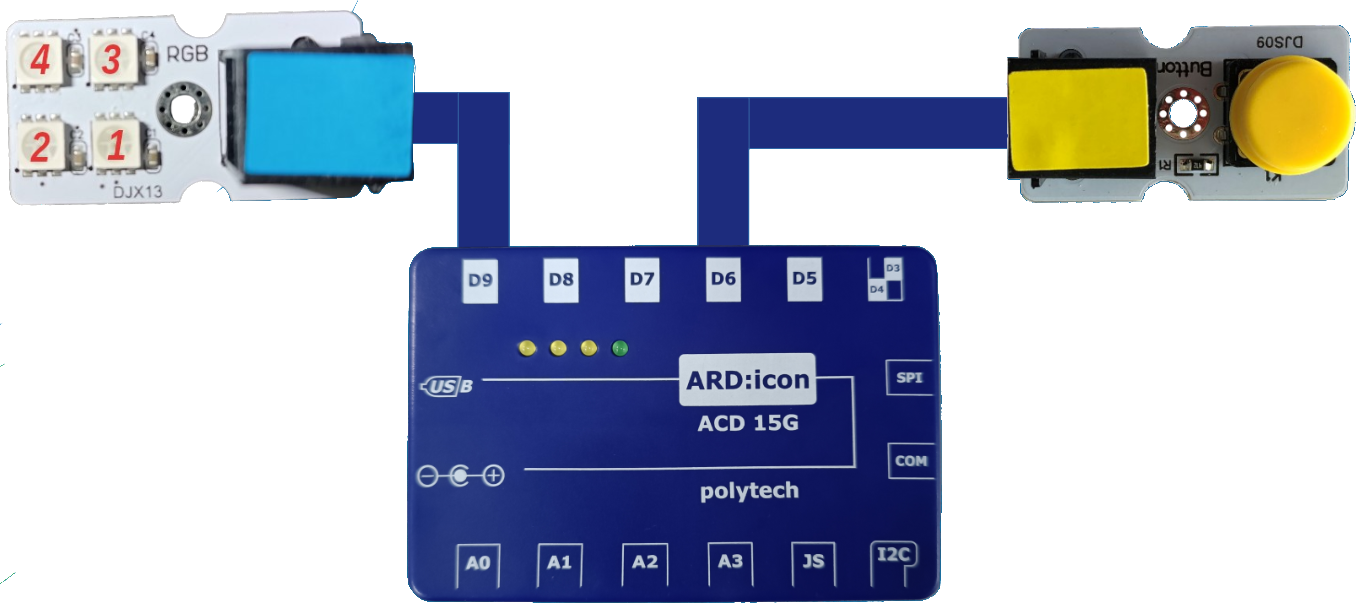 4 3 RGB
2 1
DJX13
DJS09
Button
R1
K1
D9 D8 D7 D6 D5 D3
D4
USB
ARD:icon
SPI
ACD 15G
COM
polytech
A0 A1 A2 A3 JS I2C